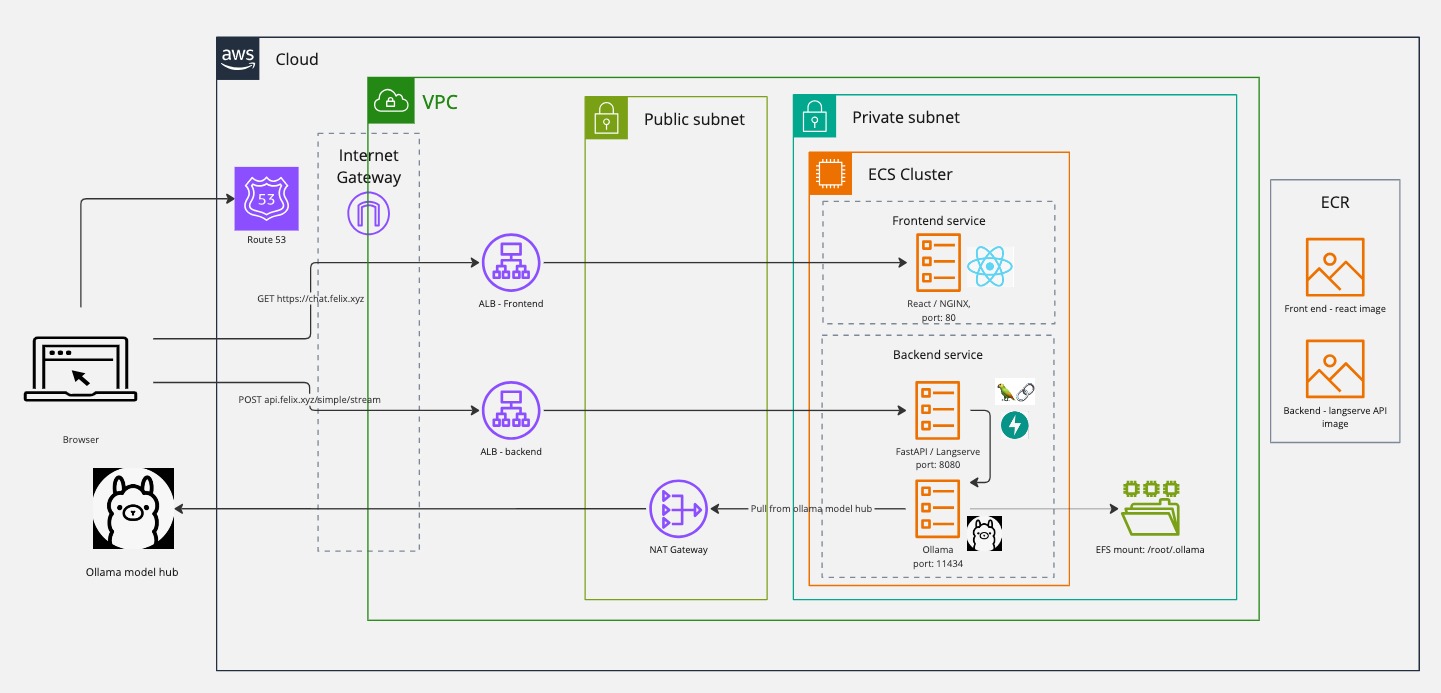 aws
Cloud
VPC
Public subnet
Private subnet
Internet
Gateway
ECS Cluster
53
Route 53
ECR
Frontend service
GET https://chat.felix.xyz
ALB - Frontend
React / NGINX,
port: 80
Front end - react image
Backend service
POST api.felix.xyz/simple/stream
Browser
ALB - backend
FastAPI / Langserve
port: 8080
Backend - langserve API
image
Pull from ollama model hub
NAT Gateway
Ollama
port: 11434
EFS mount: /root/.ollama
Ollama model hub